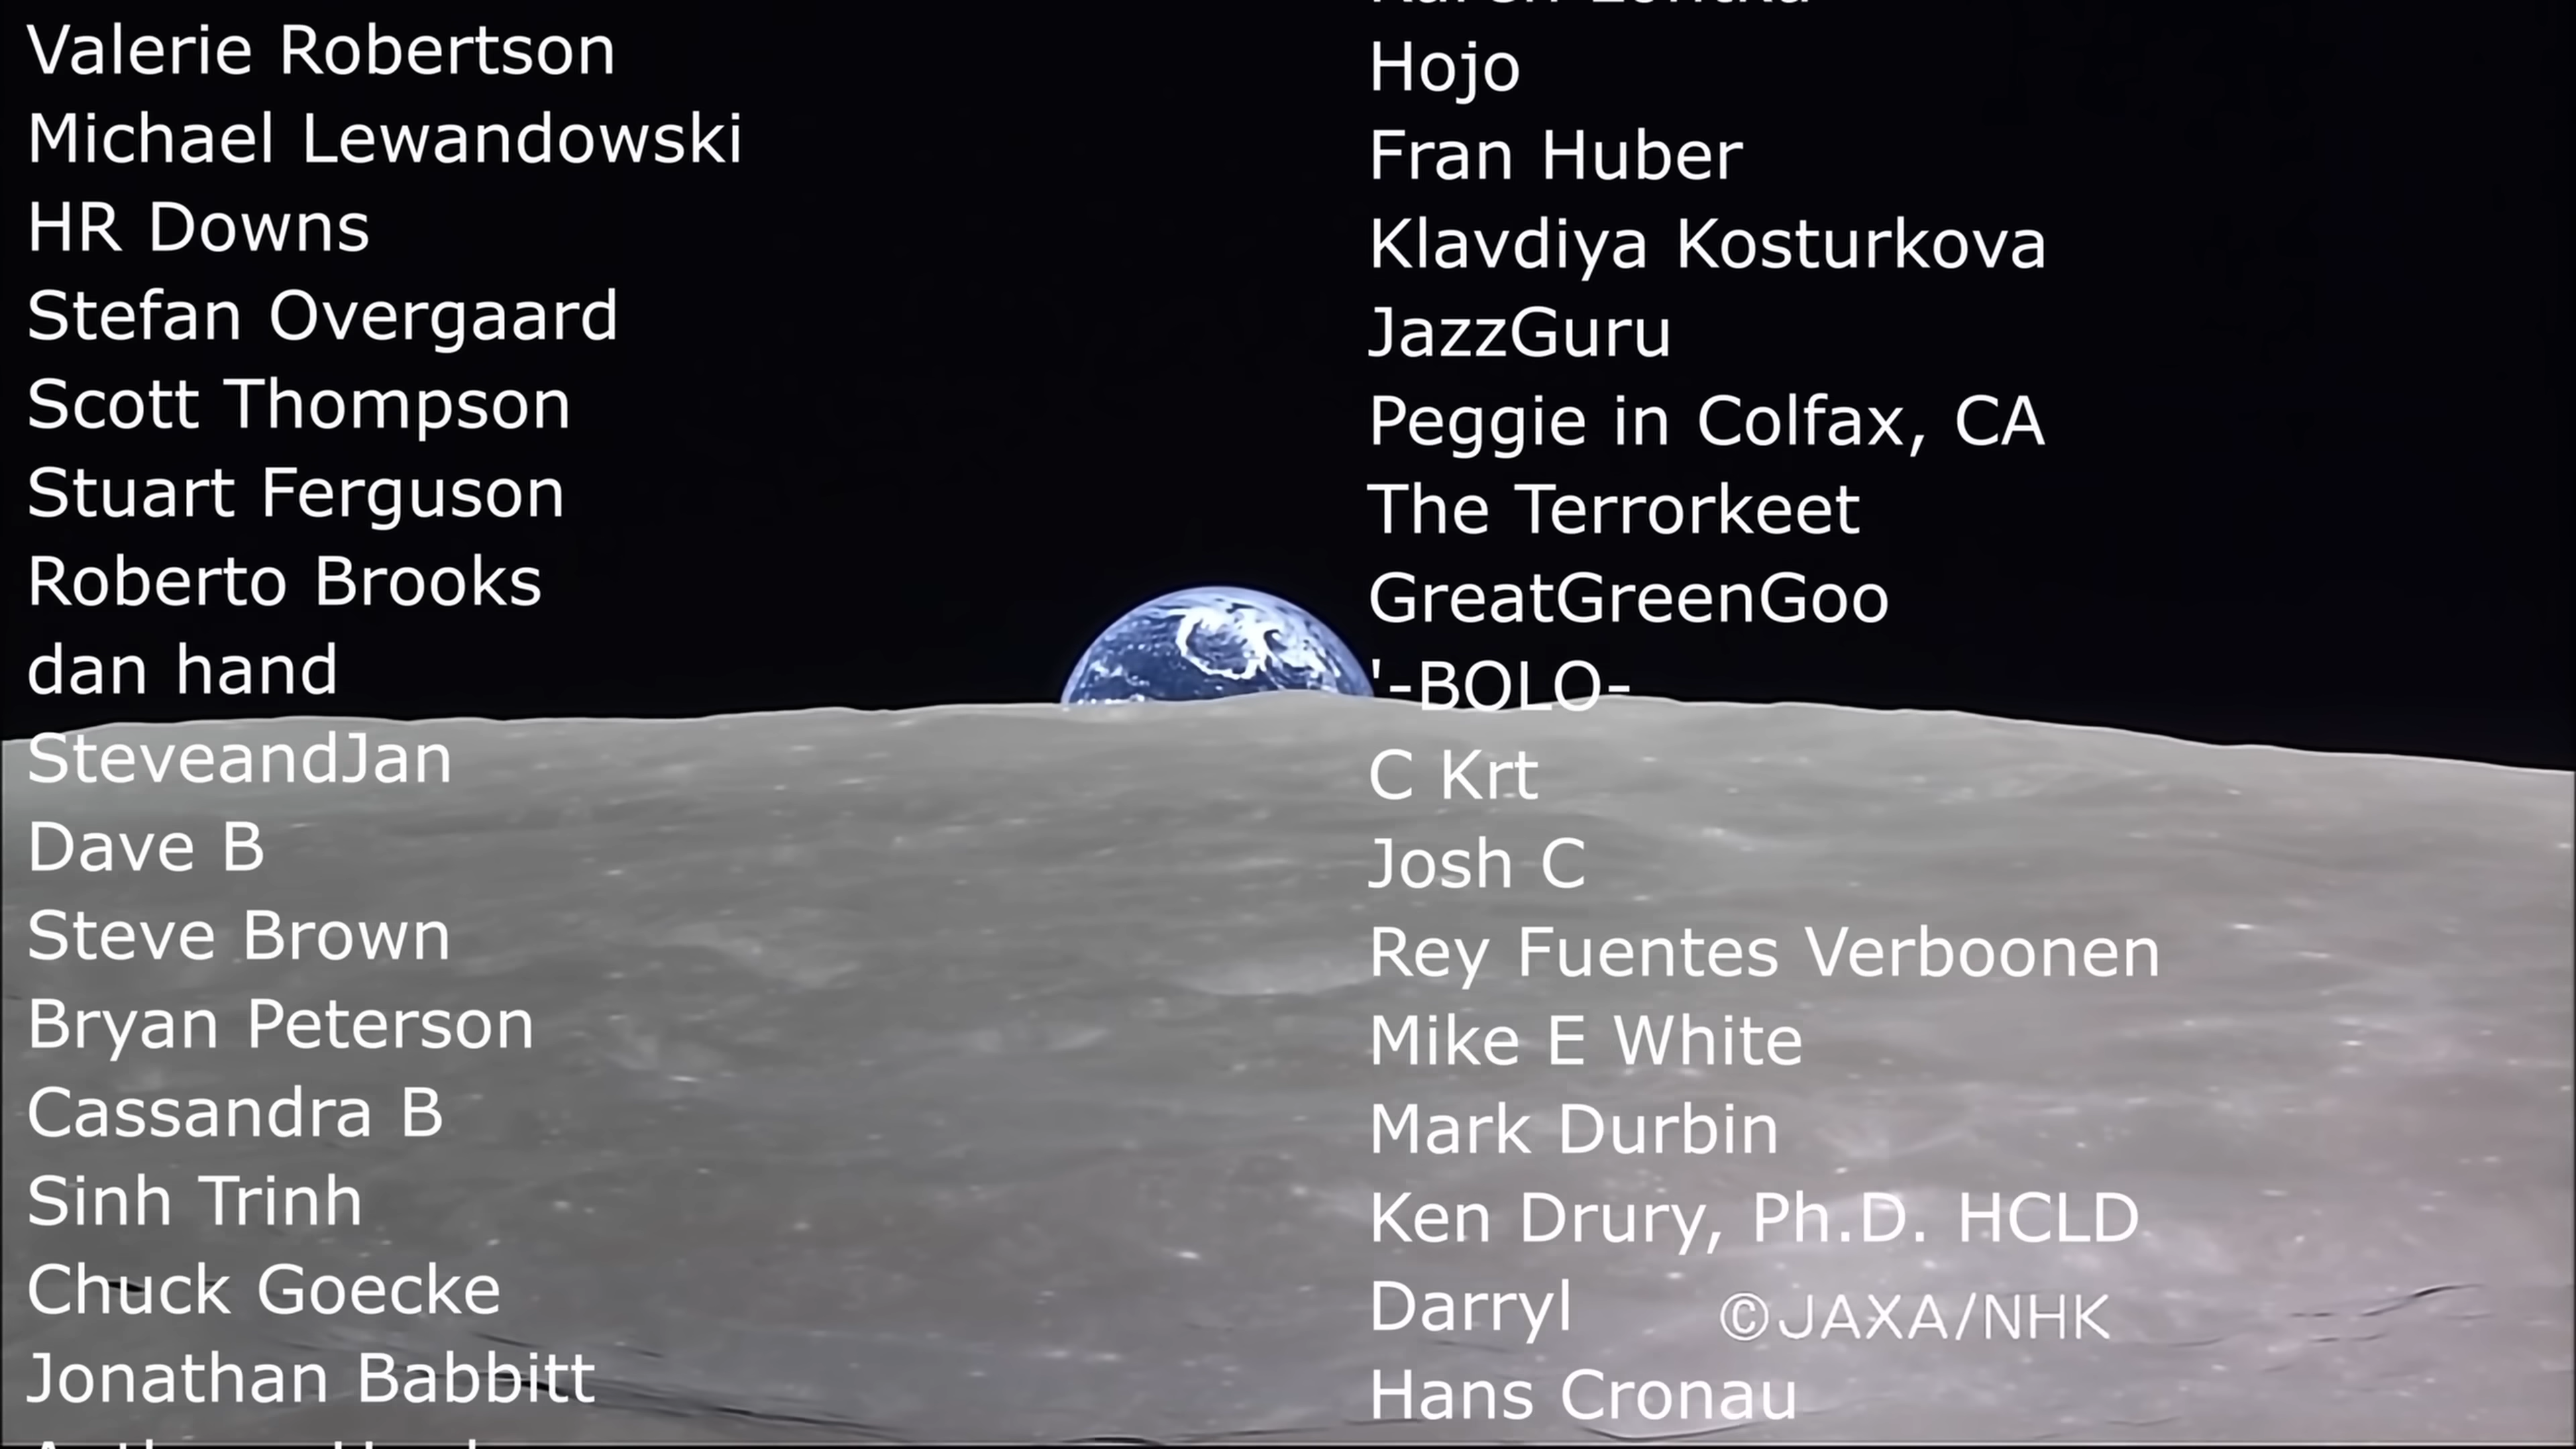 Valerie Robertson
Michael Lewandowski
HR Downs
Stefan Overgaard
Scott Thompson
Stuart Ferguson
Roberto Brooks
dan hand
SteveandJan
Dave B
Steve Brown
Bryan Peterson
Cassandra B
Sinh Trinh
Chuck Goecke
Jonathan Babbitt
Hojo
Fran Huber
Klavdiya Kosturkova
JazzGuru
Peggie in Colfax, CA
The Terrorkeet
GreatGreenGoo
'-BOLO-
C Krt
Josh C
Rey Fuentes Verboonen
Mike E White
Mark Durbin
Ken Drury, Ph.D. HCLD
Darryl
©JAXA/NHK
Hans Cronau